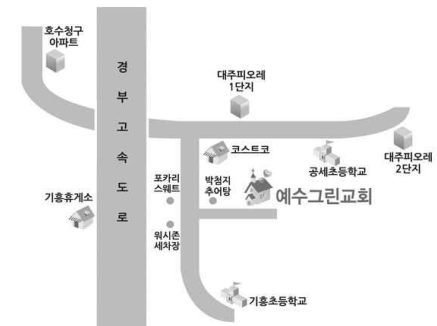 호수청구
아파트
경
부
고
속
도
로
대주피오레
1단지
코스트코
공세초등학교
대주피오레
2단지
포카리
스웨트
박첨지
추어탕
예수그린교회
기흥휴게소
워시존
세차장
기흥초등학교